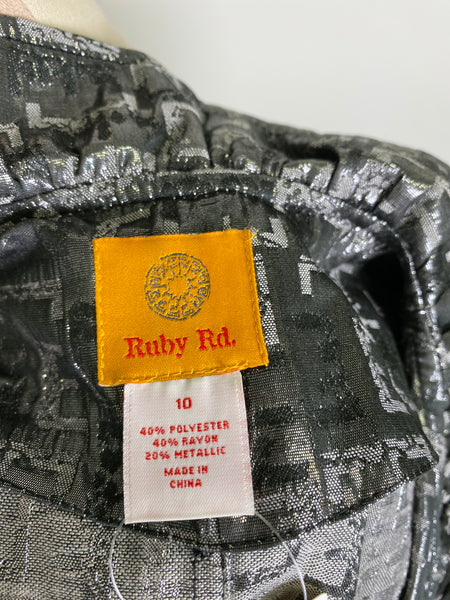 Ruby Rd.
10
40% POLYESTER
40% RAYON
20% METALLIC
MADE IN
CHINA